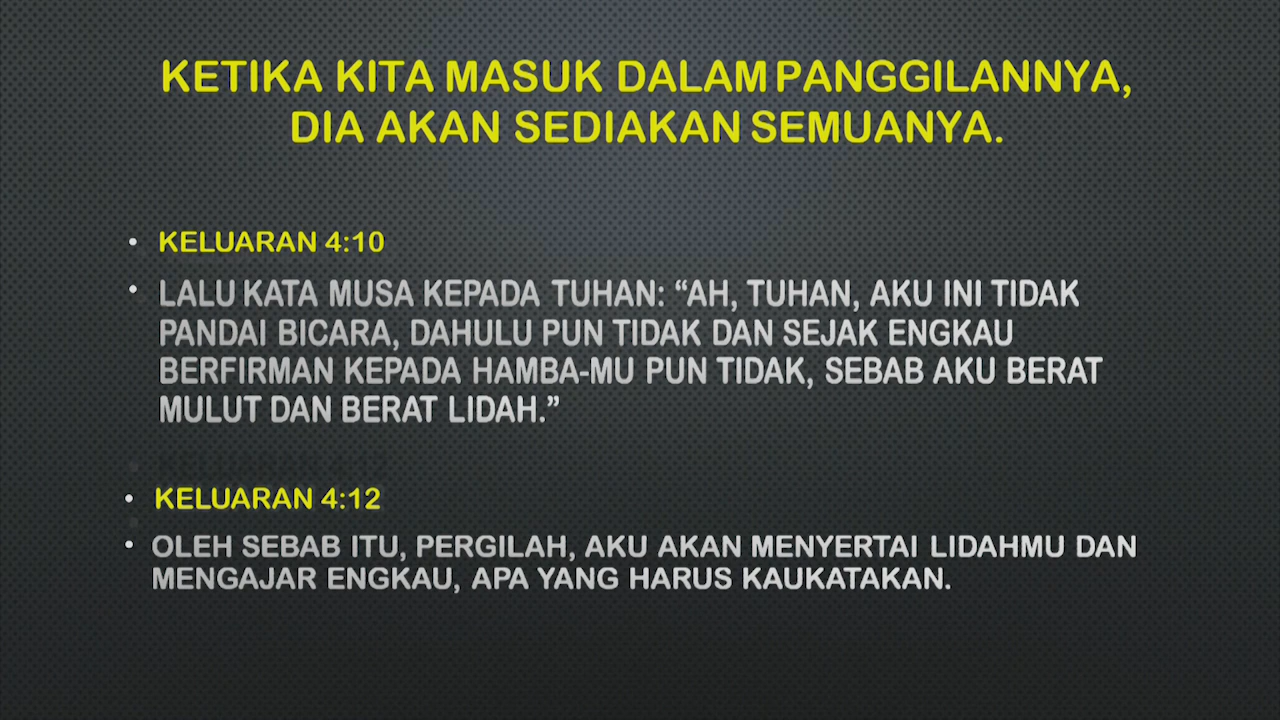 KETIKA KITA MASUK DALAM PANGGILANNYA,
DIA AKAN SEDIAKAN SEMUANYA.
• KELUARAN 4:10
• LALU KATA MUSA KEPADA TUHAN: “AH, TUHAN, AKU INI TIDAK
PANDAI BICARA, DAHULU PUN TIDAK DAN SEJAK ENGKAU
BERFIRMAN KEPADA HAMBA-MU PUN TIDAK, SEBAB AKU BERAT
MULUT DAN BERAT LIDAH.”
• KELUARAN 4:12
• OLEH SEBAB ITU, PERGILAH, AKU AKAN MENYERTAI LIDAHMU DAN
MENGAJAR ENGKAU, APA YANG HARUS KAUKATAKAN.